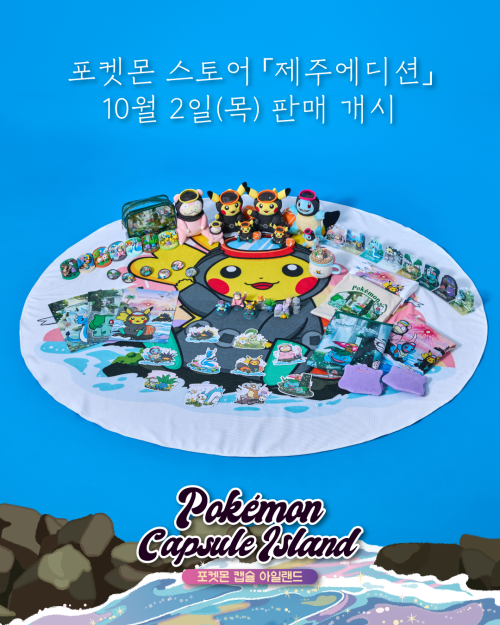 포켓몬 스토어 「제주에디션」
10월 2일(목) 판매 개시
Pokémon
Pokémon
Capsule Island
포켓몬 캡슐 아일랜드